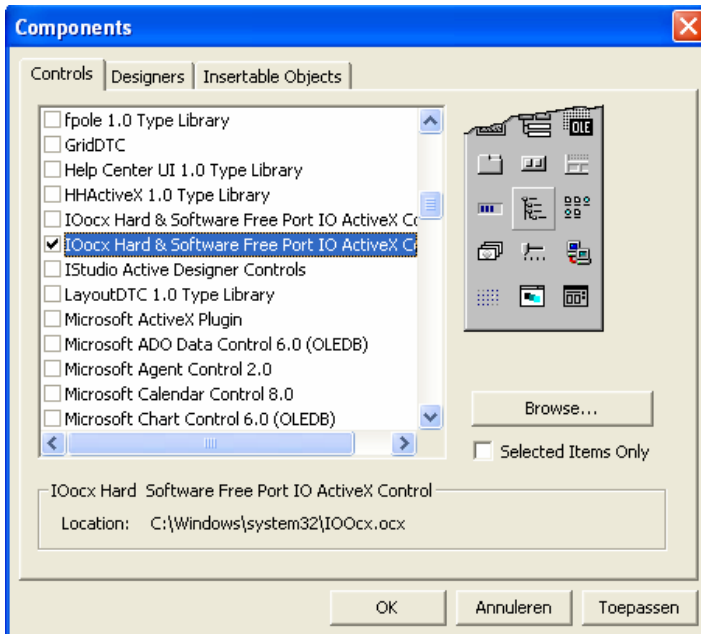 Components
Controls Designers Insertable Objects
fpole 1.0 Type Library
GridDTC
Help Center UI 1.0 Type Library
HHActiveX 1.0 Type Library
IOocx Hard & Software Free Port IO ActiveX Co
IOocx Hard & Software Free Port IO ActiveX C
IStudio Active Designer Controls
LayoutDTC 1.0 Type Library
Microsoft ActiveX Plugin
Microsoft ADO Data Control 6.0 (OLEDB)
Microsoft Agent Control 2.0
Microsoft Calendar Control 8.0
Microsoft Chart Control 6.0 (OLEDB)
OLE
Browse...
Selected Items Only
IOocx Hard Software Free Port IO ActiveX Control
Location: C:\Windows\system32\IOOcx.ocx
OK Annuleren Toepassen